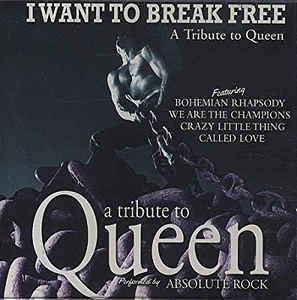 I WANT TO BREAK FREE
A Tribute to Queen
Featuring
BOHEMIAN RHAPSODY
WE ARE THE CHAMPIONS
CRAZY LITTLE THING
CALLED LOVE
a tribute to
Queen
Performed by ABSOLUTE ROCK